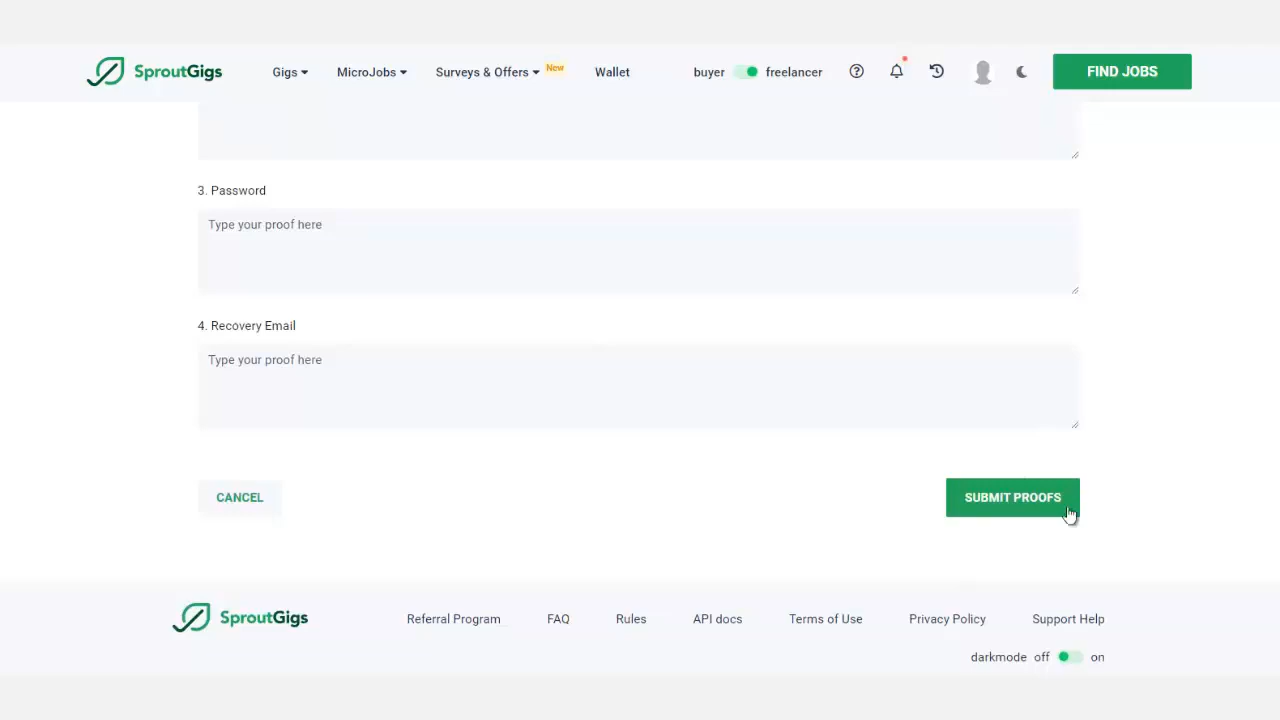 SproutGigs Gigs MicroJobs Surveys & Offers New Wallet buyer freelancer FIND JOBS
3. Password
Type your proof here
4. Recovery Email
Type your proof here
CANCEL SUBMIT PROOFS
SproutGigs Referral Program FAQ Rules API docs Terms of Use Privacy Policy Support Help
darkmode off on